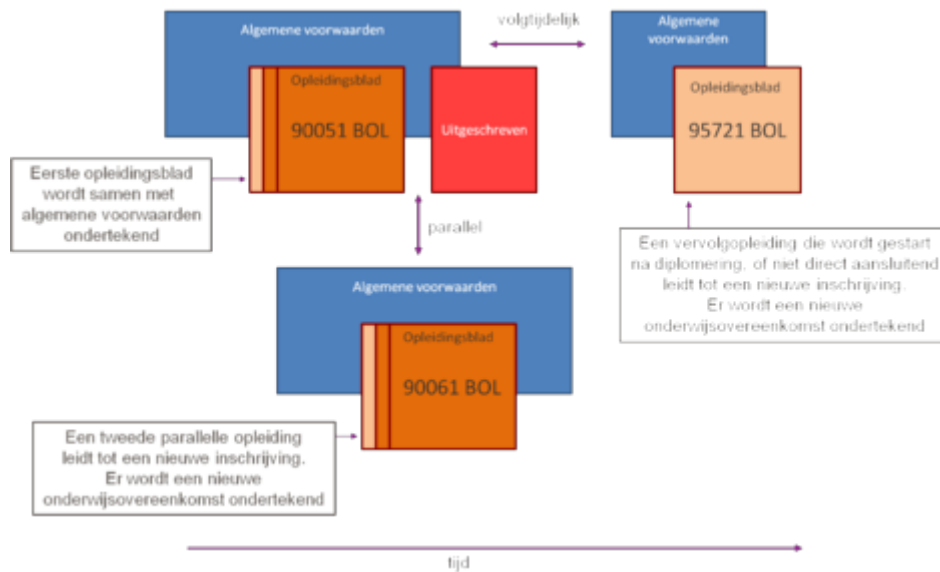 Algemene voorwaarden
volgtijdelijk
Algemene
voorwaarden
Opleidingsblad
90051 BOL
Uitgeschreven
Opleidingsblad
95721 BOL
Eerste opleidingsblad
wordt samen met
algemene voorwaarden
ondertekend
parallel
Een vervolgopleiding die wordt gestart
na diplomering, of niet direct aansluitend
leidt tot een nieuwe inschrijving.
Er wordt een nieuwe
onderwijsovereenkomst ondertekend
Algemene voorwaarden
Opleidingsblad
90061 BOL
Een tweede parallelle opleiding
leidt tot een nieuwe inschrijving.
Er wordt een nieuwe
onderwijsovereenkomst ondertekend
tijd